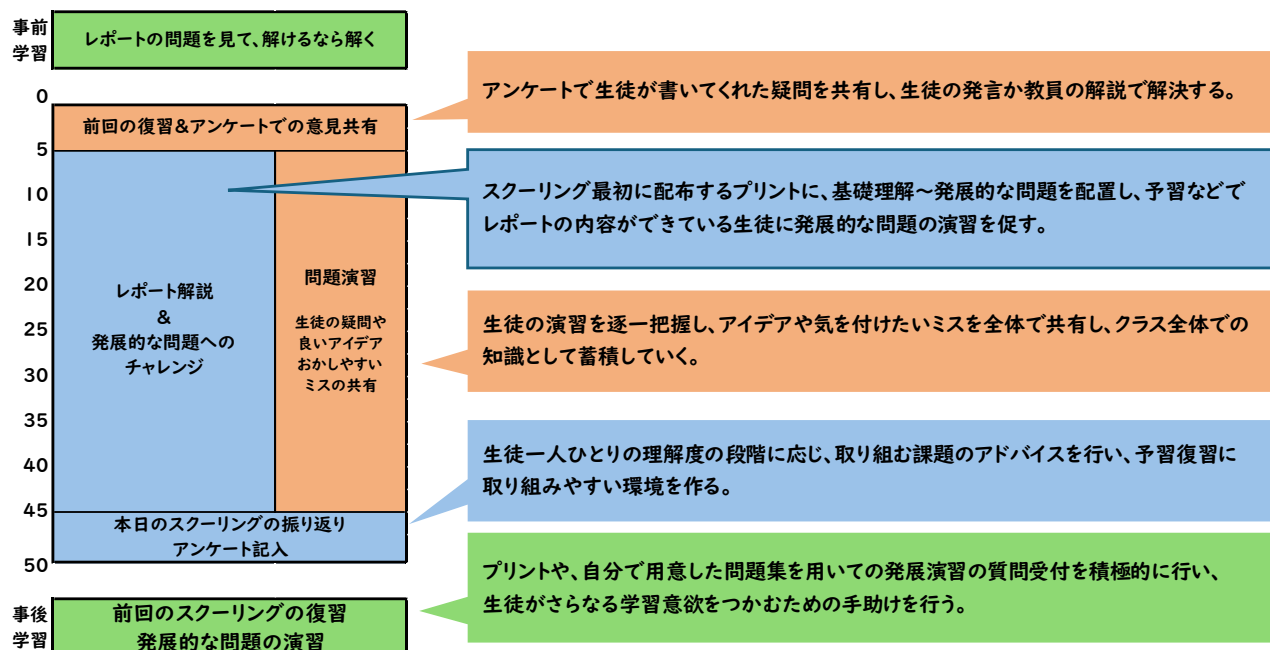 事前
学習
レポートの問題を見て、解けるなら解く
0
前回の復習&アンケートでの意見共有
5
10
15
20
25
30
35
40
45
50
レポート解説
&
発展的な問題への
チャレンジ
問題演習
生徒の疑問や
良いアイデア
おかしやすい
ミスの共有
本日のスクーリングの振り返り
アンケート記入
事後
学習
前回のスクーリングの復習
発展的な問題の演習
アンケートで生徒が書いてくれた疑問を共有し、生徒の発言か教員の解説で解決する。
スクーリング最初に配布するプリントに、基礎理解～発展的な問題を配置し、予習などで
レポートの内容ができている生徒に発展的な問題の演習を促す。
生徒の演習を逐一把握し、アイデアや気を付けたいミスを全体で共有し、クラス全体での
知識として蓄積していく。
生徒一人ひとりの理解度の段階に応じ、取り組む課題のアドバイスを行い、予習復習に
取り組みやすい環境を作る。
プリントや、自分で用意した問題集を用いての発展演習の質問受付を積極的に行い、
生徒がさらなる学習意欲をつかむための手助けを行う。